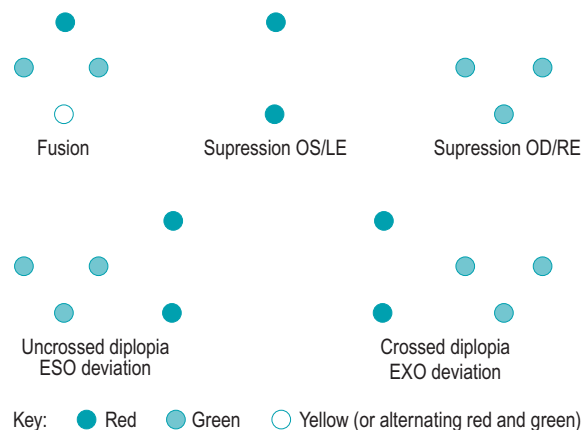 Fusion
Supression OS/LE
Supression OD/RE
Uncrossed diplopia
ESO deviation
Crossed diplopia
EXO deviation
Key: Red Green Yellow (or alternating red and green)